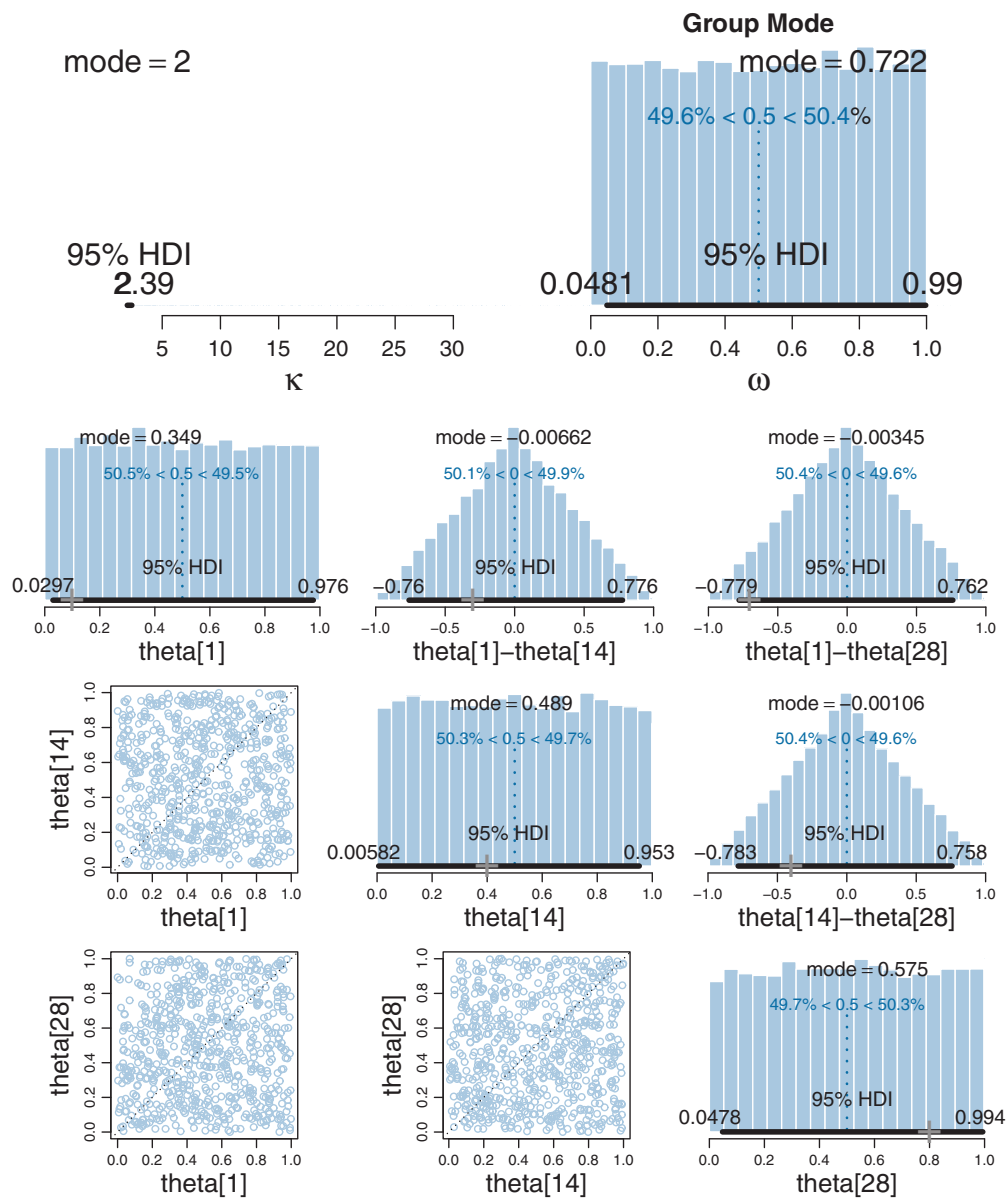 Group Mode
mode = 2
mode = 0.722
49.6% < 0.5 < 50.4%
95% HDI
2.39
95% HDI
0.0481
0.99
5 10 15 20 25 30
κ
0.0 0.2 0.4 0.6 0.8 1.0
ω
mode = 0.349
50.5% < 0.5 < 49.5%
95% HDI
0.0297
0.976
0.0 0.2 0.4 0.6 0.8 1.0
theta[1]
mode = −0.00662
50.1% < 0 < 49.9%
95% HDI
−0.76
0.776
−1.0 −0.5 0.0 0.5 1.0
theta[1]−theta[14]
mode = −0.00345
50.4% < 0 < 49.6%
95% HDI
−0.779
0.762
−1.0 −0.5 0.0 0.5 1.0
theta[1]−theta[28]
theta[14]
0.0 0.2 0.4 0.6 0.8 1.0
0.0 0.2 0.4 0.6 0.8 1.0
theta[1]
mode = 0.489
50.3% < 0.5 < 49.7%
95% HDI
0.00582
0.953
0.0 0.2 0.4 0.6 0.8 1.0
theta[14]
mode = −0.00106
50.4% < 0 < 49.6%
95% HDI
−0.783
0.758
−1.0 −0.5 0.0 0.5 1.0
theta[14]−theta[28]
theta[28]
0.0 0.2 0.4 0.6 0.8 1.0
0.0 0.2 0.4 0.6 0.8 1.0
theta[1]
theta[28]
0.0 0.2 0.4 0.6 0.8 1.0
0.0 0.2 0.4 0.6 0.8 1.0
theta[14]
mode = 0.575
49.7% < 0.5 < 50.3%
95% HDI
0.0478
0.994
0.0 0.2 0.4 0.6 0.8 1.0
theta[28]